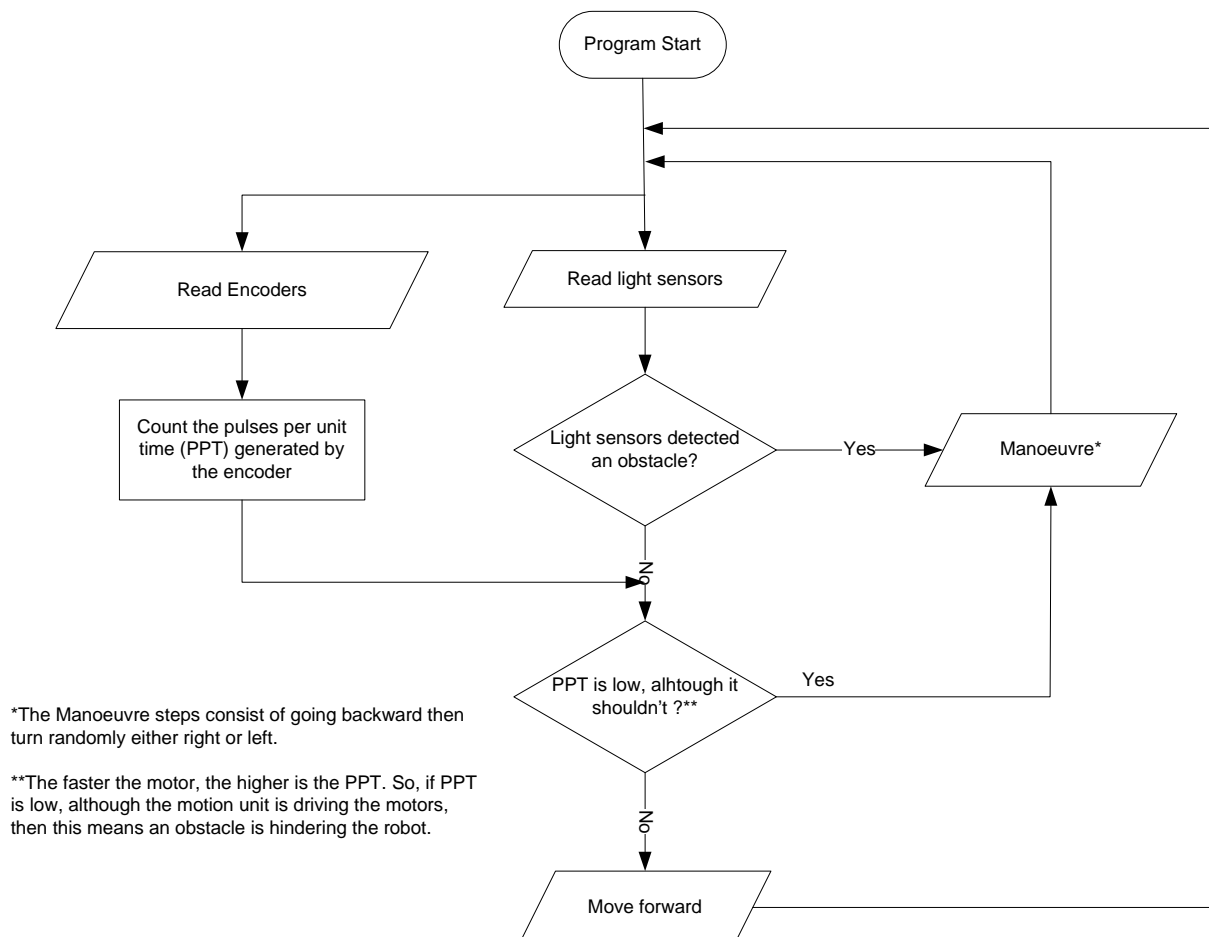 Program Start
Read Encoders
Read light sensors
Count the pulses per unit
time (PPT) generated by
the encoder
Light sensors detected
an obstacle?
Yes
Manoeuvre*
No
PPT is low, alhtough it
shouldn't ?**
Yes
*The Manoeuvre steps consist of going backward then
turn randomly either right or left.
**The faster the motor, the higher is the PPT. So, if PPT
is low, although the motion unit is driving the motors,
then this means an obstacle is hindering the robot.
No
Move forward